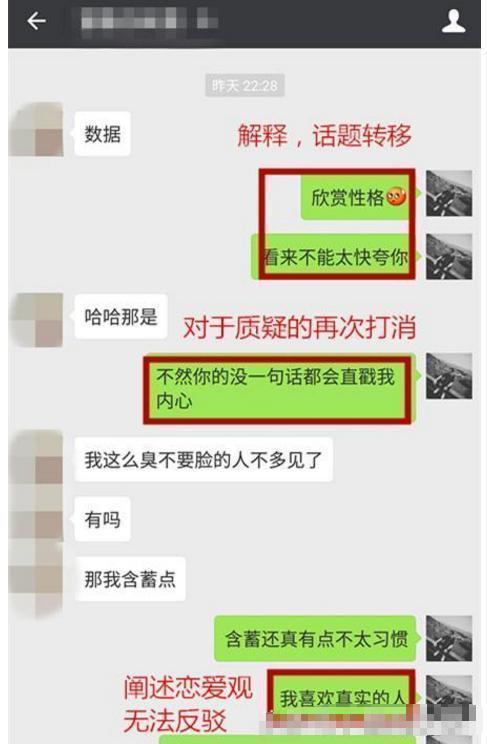 昨天 22:28
数据
解释，话题转移
欣赏性格
看来不能太快夸你
哈哈那是
对于质疑的再次打消
不然你的没一句话都会直戳我
内心
我这么臭不要脸的人不多见了
有吗
那我含蓄点
含蓄还真有点不太习惯
阐述恋爱观
我喜欢真实的人
无法反驳